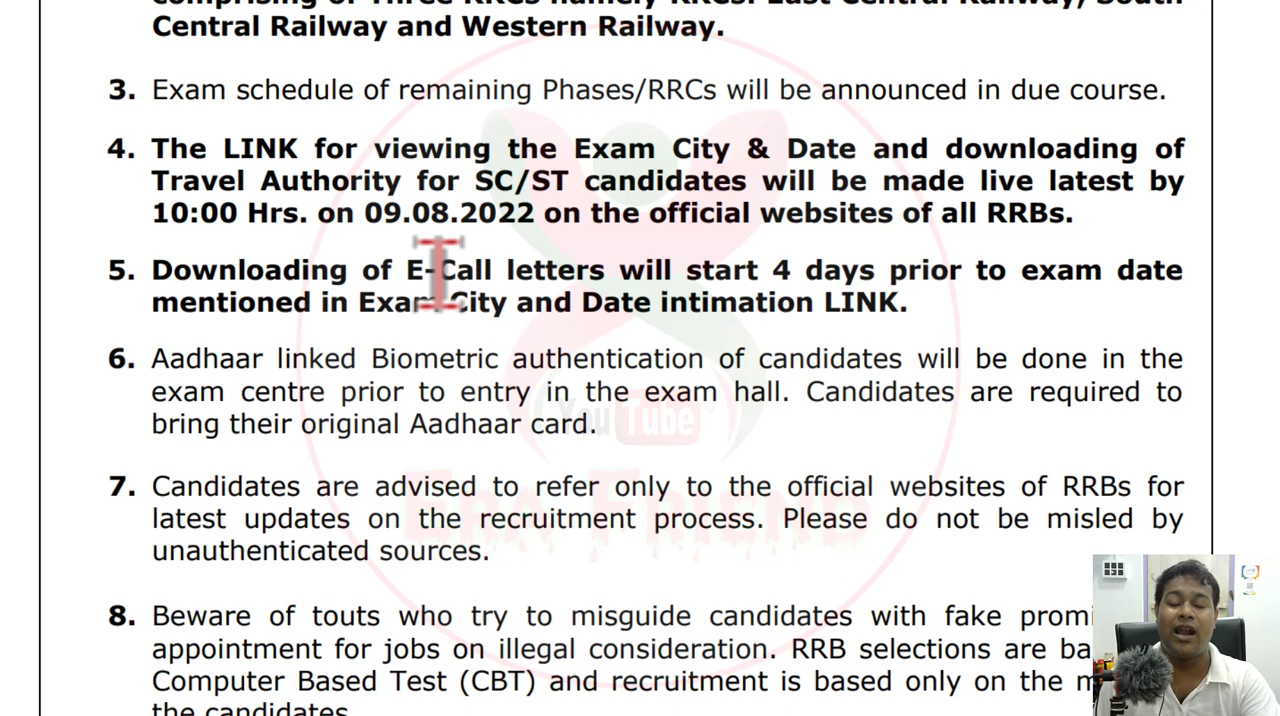 Central Railway and Western Railway.
3. Exam schedule of remaining Phases/RRCs will be announced in due course.
4. The LINK for viewing the Exam City & Date and downloading of
Travel Authority for SC/ST candidates will be made live latest by
10:00 Hrs. on 09.08.2022 on the official websites of all RRBs.
5. Downloading of E-Call letters will start 4 days prior to exam date
mentioned in Exam City and Date intimation LINK.
6. Aadhaar linked Biometric authentication of candidates will be done in the
exam centre prior to entry in the exam hall. Candidates are required to
bring their original Aadhaar card.
YouTube
7. Candidates are advised to refer only to the official websites of RRBs for
latest updates on the recruitment process. Please do not be misled by
unauthenticated sources.
8. Beware of touts who try to misguide candidates with fake
appointment for jobs on illegal consideration. RRB selections are
Computer Based Test (CBT) and recruitment is based only on the
the candidates.